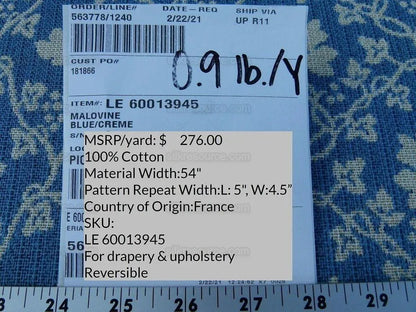 ORDER/LINE# DATE-REQ SHIP VIA
563778/1240 2/22/21 UP R11
0.9 lb./Y
CUST PO#
181866
ITEM#: LE 60013945
MALOVINE
BLUE/CREME
MSRP/yard: $ 276.00
100% Cotton
Material Width:54"
Pattern Repeat Width:L: 5", W:4.5”
Country of Origin:France
SKU:
LE 60013945
For drapery & upholstery
Reversible
23 24 25 26 27 28 29